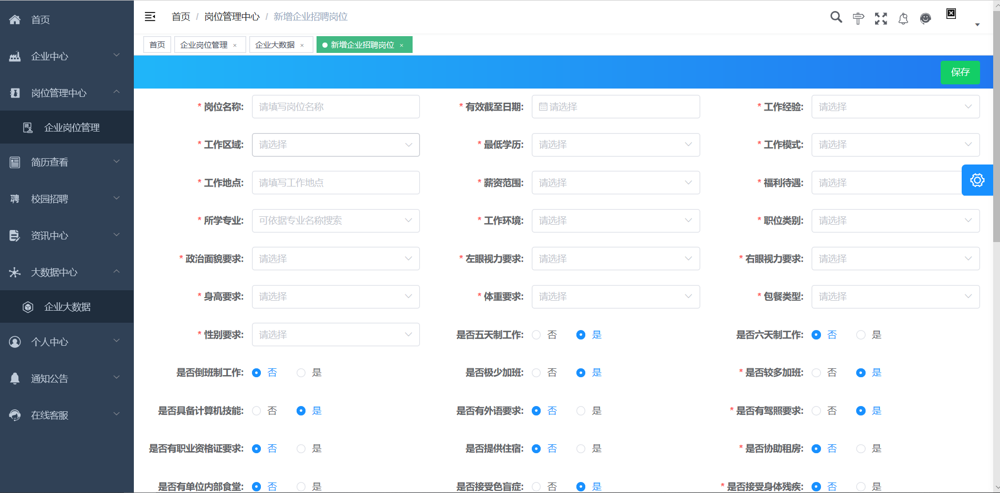 首页
企业中心
岗位管理中心
企业岗位管理
简历查看
聘 校园招聘
资讯中心
大数据中心
企业大数据
个人中心
通知公告
在线客服
首页 / 岗位管理中心 / 新增企业招聘岗位
首页 企业岗位管理 × 企业大数据 × 新增企业招聘岗位 ×
保存
* 岗位名称: 请填写岗位名称 * 有效截至日期: 请选择 * 工作经验: 请选择
* 工作区域: 请选择 * 最低学历: 请选择 * 工作模式: 请选择
* 工作地点: 请填写工作地点 * 薪资范围: 请选择 * 福利待遇: 请选择
* 所学专业: 可依据专业名称搜索 * 工作环境: 请选择 * 职位类别: 请选择
* 政治面貌要求: 请选择 * 左眼视力要求: 请选择 * 右眼视力要求: 请选择
* 身高要求: 请选择 * 体重要求: 请选择 * 包餐类型: 请选择
* 性别要求: 请选择 是否五天制工作: 否 是 是否六天制工作: 否 是
是否倒班制工作: 否 是 是否极少加班: 否 是 * 是否较多加班: 否 是
是否具备计算机技能: 否 是 是否有外语要求: 否 是 * 是否有驾照要求: 否 是
是否有职业资格证要求: 否 是 是否提供住宿: 否 是 * 是否协助租房: 否 是
是否有单位内部食堂: 否 是 是否接受色盲症: 否 是 * 是否接受身体残疾: 否 是